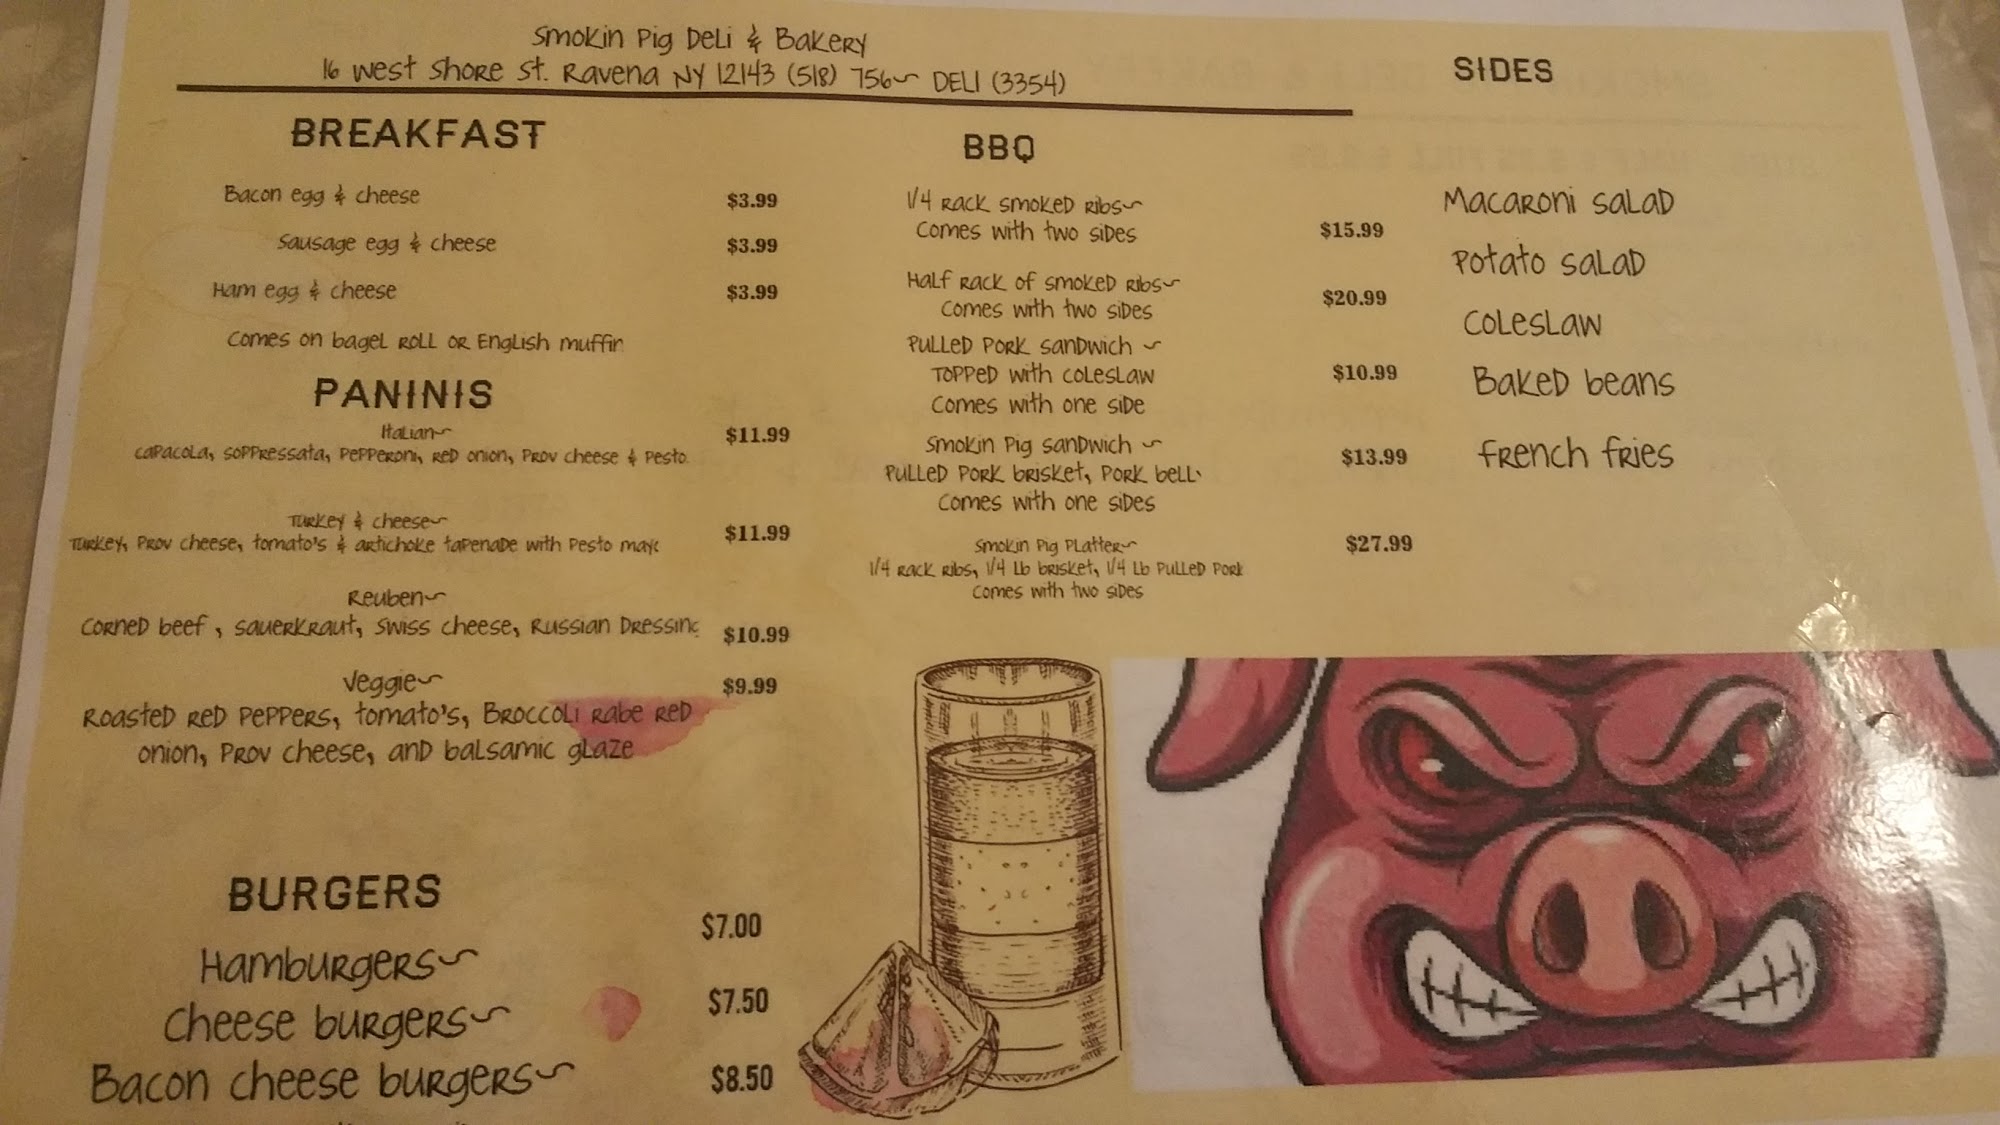 Smokin Pig Deli & Bakery
16 West Shore St. Ravena NY 12143 (518) 756~ DELI (3354)
BREAKFAST
Bacon egg & cheese $3.99
Sausage egg & cheese $3.99
Ham egg & cheese $3.99
Comes on bagel roll or English muffin
PANINIS
Italian~ $11.99
capacola, soppressata, pepperoni, red onion, prov cheese & pesto
Turkey & cheese~ $11.99
Turkey, prov cheese, tomato's & artichoke tapenade with pesto mayo
Reuben~
Corned beef , sauerkraut, swiss cheese, Russian Dressing $10.99
Veggie~ $9.99
Roasted red peppers, tomato's, Broccoli rabe red
onion, prov cheese, and balsamic glaze
BURGERS
Hamburgers~ $7.00
Cheese burgers~ $7.50
Bacon cheese burgers~ $8.50
BBQ
1/4 rack smoked ribs~
Comes with two sides $15.99
Half rack of smoked ribs~
Comes with two sides $20.99
Pulled pork sandwich ~
Topped with coleslaw $10.99
Comes with one side
Smokin Pig sandwich ~
Pulled pork brisket, pork bell $13.99
Comes with one sides
Smokin Pig Platter~ $27.99
1/4 rack ribs, 1/4 Lb brisket, 1/4 Lb pulled pork
Comes with two sides
SIDES
Macaroni salad
Potato salad
Coleslaw
Baked beans
French fries